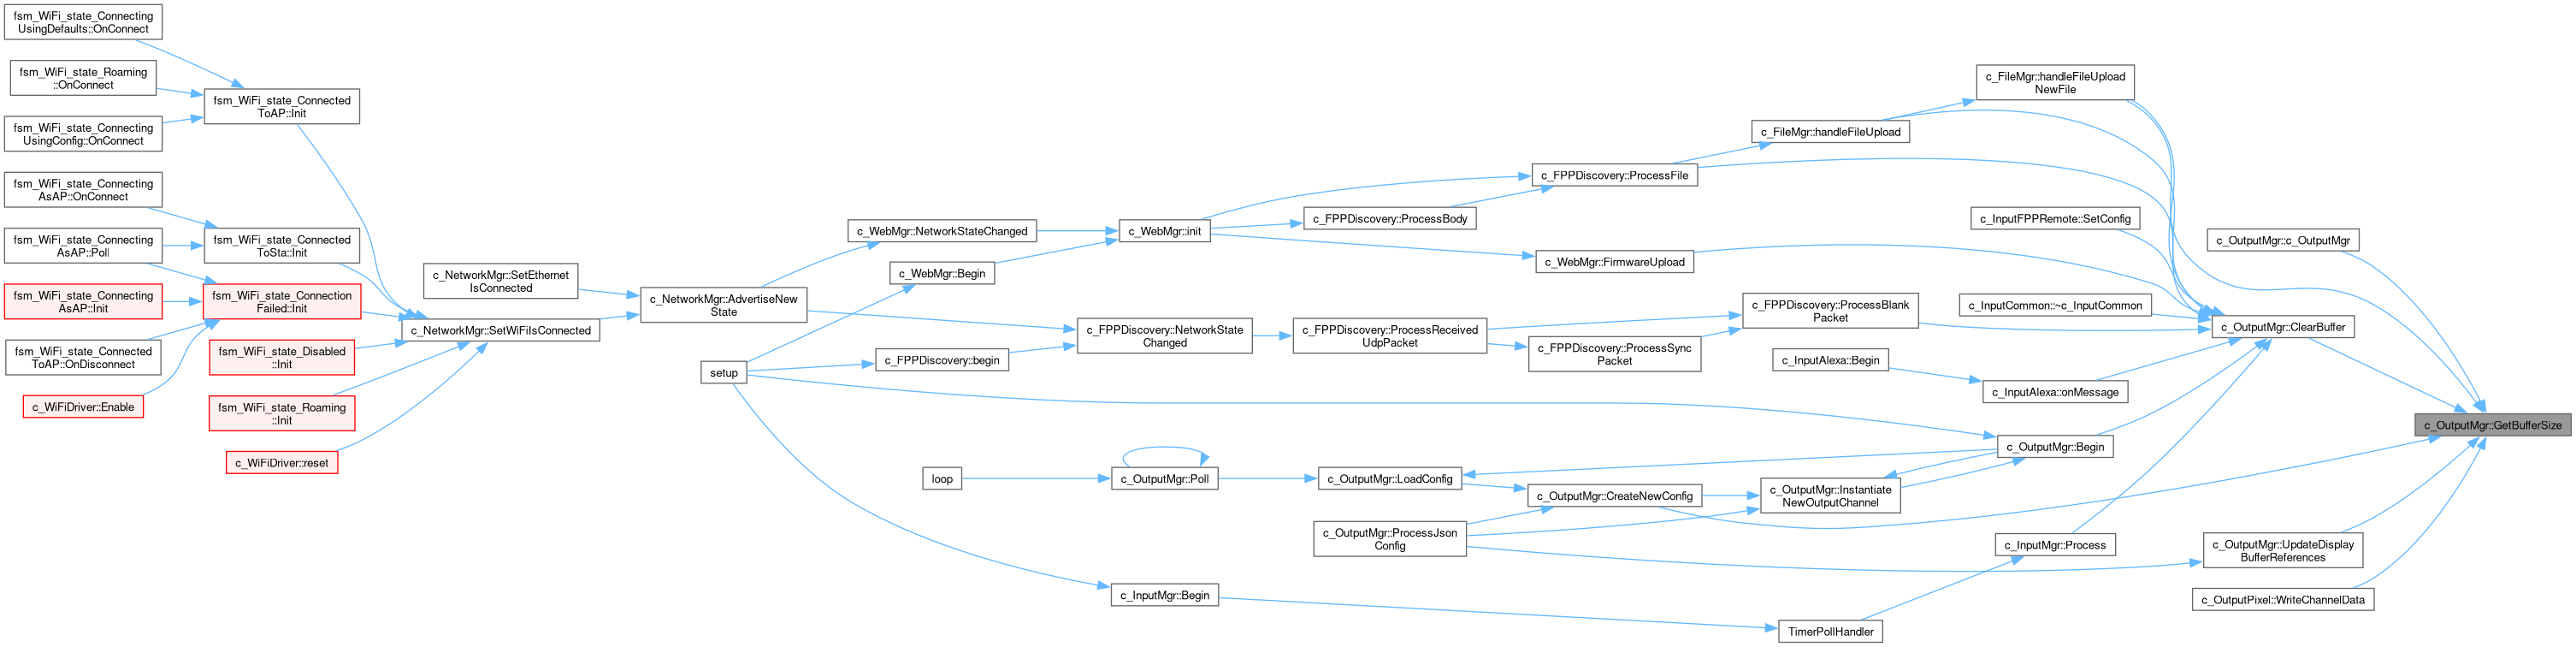 fsm_WiFi_state_Connecting
UsingDefaults::OnConnect
fsm_WiFi_state_Roaming
::OnConnect
fsm_WiFi_state_Connecting
UsingConfig::OnConnect
fsm_WiFi_state_Connecting
AsAP::OnConnect
fsm_WiFi_state_Connecting
AsAP::Poll
fsm_WiFi_state_Connecting
AsAP::Init
fsm_WiFi_state_Connected
ToAP::OnDisconnect
c_WiFiDriver::Enable
fsm_WiFi_state_Connected
ToAP::Init
fsm_WiFi_state_Connected
ToSta::Init
fsm_WiFi_state_Connection
Failed::Init
fsm_WiFi_state_Disabled
::Init
fsm_WiFi_state_Roaming
::Init
c_WiFiDriver::reset
c_NetworkMgr::SetEthernet
IsConnected
c_NetworkMgr::SetWiFiIsConnected
c_NetworkMgr::AdvertiseNew
State
setup
c_WebMgr::NetworkStateChanged
c_WebMgr::Begin
c_FPPDiscovery::begin
loop
c_WebMgr::init
c_FPPDiscovery::NetworkState
Changed
c_OutputMgr::Poll
c_InputMgr::Begin
c_FPPDiscovery::ProcessBody
c_FPPDiscovery::ProcessReceived
UdpPacket
c_OutputMgr::LoadConfig
c_OutputMgr::ProcessJson
Config
c_FPPDiscovery::ProcessFile
c_WebMgr::FirmwareUpload
c_FPPDiscovery::ProcessSync
Packet
c_OutputMgr::CreateNewConfig
c_FileMgr::handleFileUpload
c_FPPDiscovery::ProcessBlank
Packet
c_InputAlexa::Begin
c_OutputMgr::Instantiate
NewOutputChannel
TimerPollHandler
c_FileMgr::handleFileUpload
NewFile
c_InputFPPRemote::SetConfig
c_InputCommon::~c_InputCommon
c_InputAlexa::onMessage
c_OutputMgr::Begin
c_InputMgr::Process
c_OutputMgr::c_OutputMgr
c_OutputMgr::ClearBuffer
c_OutputMgr::UpdateDisplay
BufferReferences
c_OutputPixel::WriteChannelData
c_OutputMgr::GetBufferSize